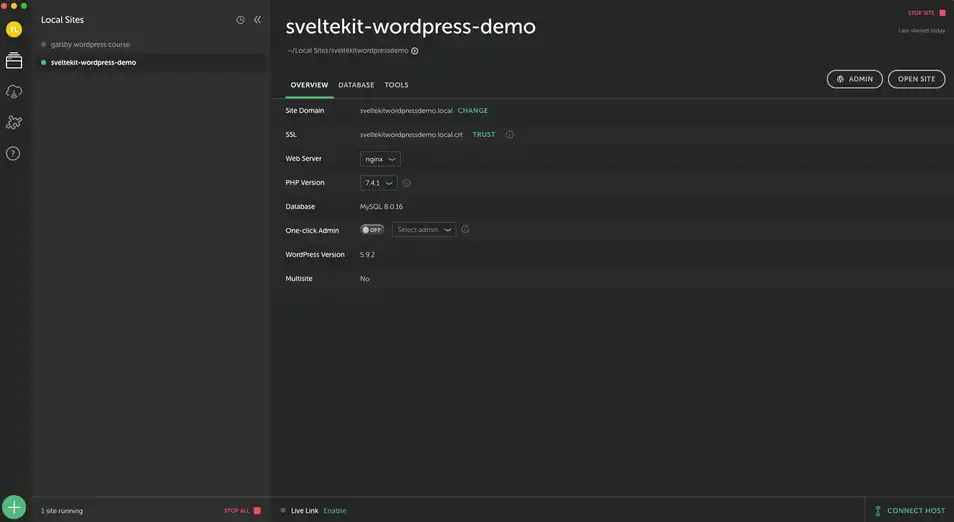 YL
Local Sites
gatsby wordpress course
sveltekit-wordpress-demo
1 site running
STOP ALL
sveltekit-wordpress-demo
~/Local Sites/sveltekitwordpressdemo
STOP SITE
Last started today
OVERVIEW DATABASE TOOLS
ADMIN OPEN SITE
Site Domain sveltekitwordpressdemo.local CHANGE
SSL sveltekitwordpressdemo.local.crt TRUST
Web Server nginx
PHP Version 7.4.1
Database MySQL 8.0.16
One-click Admin OFF Select admin
WordPress Version 5.9.2
Multisite No
Live Link Enable
CONNECT HOST